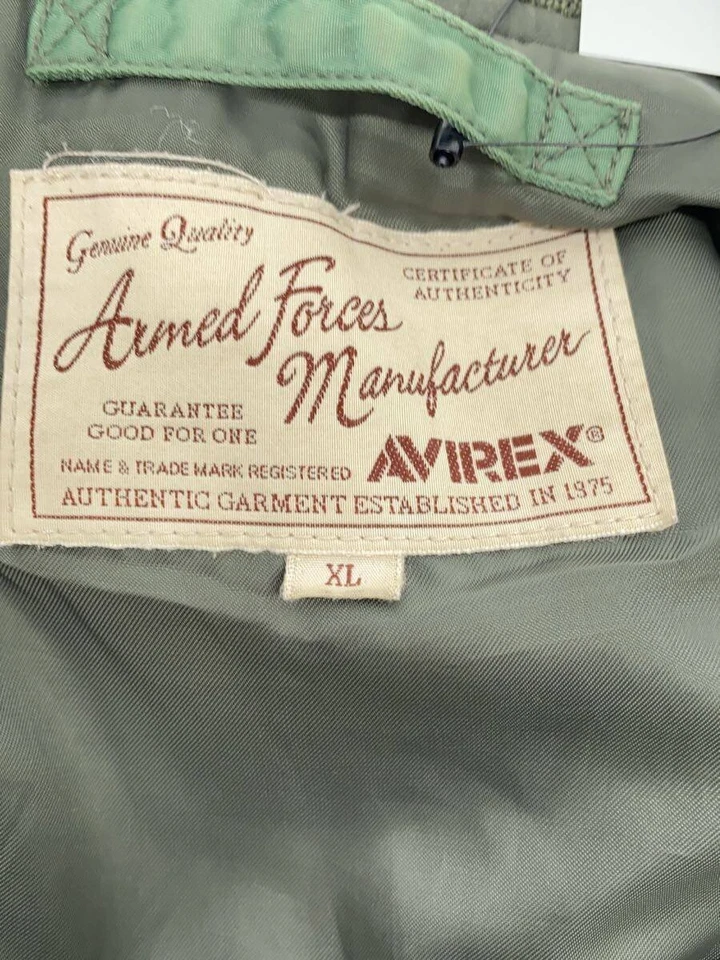 Genuine Quality
CERTIFICATE OF
AUTHENTICITY
Armed Forces
Manufacturer
GUARANTEE
GOOD FOR ONE
NAME & TRADE MARK REGISTERED
AVIREX®
AUTHENTIC GARMENT ESTABLISHED IN 1975
XL